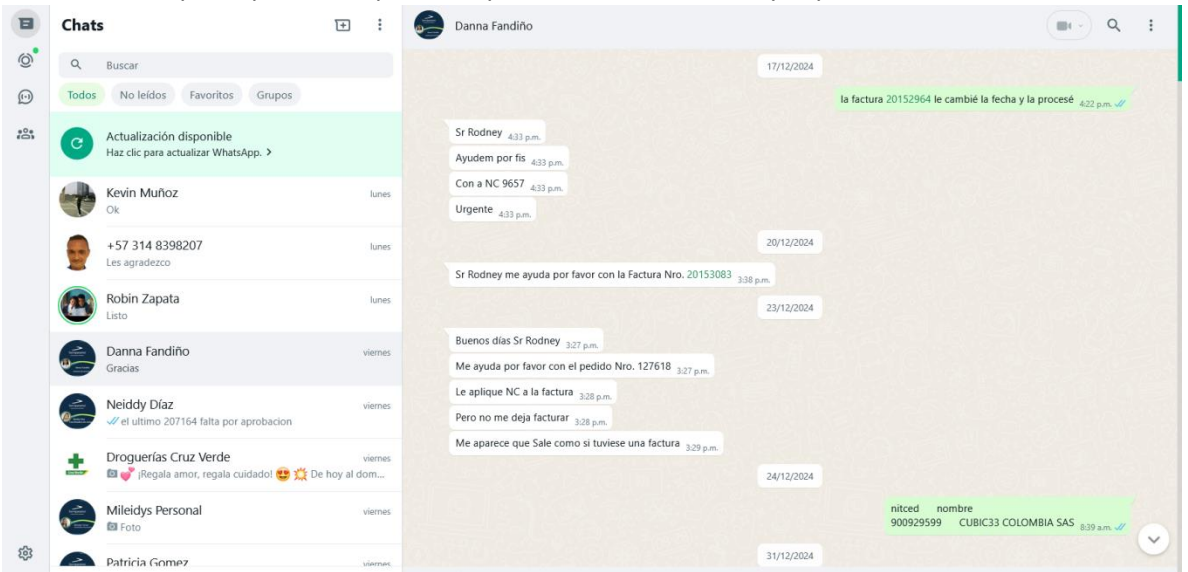 Chats
Buscar
Todos No leídos Favoritos Grupos
Actualización disponible
Haz clic para actualizar WhatsApp.
Kevin Muñoz lunes
Ok
+57 314 8398207 lunes
Les agradezco
Robin Zapata lunes
Listo
Danna Fandiño viernes
Gracias
Neiddy Díaz viernes
el ultimo 207164 falta por aprobacion
Droguerías Cruz Verde viernes
¡Regala amor, regala cuidado! De hoy al dom...
Mileidys Personal viernes
Foto
Patricia Gomez viernes
Danna Fandiño
17/12/2024
la factura 20152964 le cambié la fecha y la procesé 4:22 p.m.
Sr Rodney 4:33 p.m.
Ayudem por fis 4:33 p.m.
Con a NC 9657 4:33 p.m.
Urgente 4:33 p.m.
20/12/2024
Sr Rodney me ayuda por favor con la Factura Nro. 20153083 3:38 p.m.
23/12/2024
Buenos días Sr Rodney 3:27 p.m.
Me ayuda por favor con el pedido Nro. 127618 3:27 p.m.
Le aplique NC a la factura 3:28 p.m.
Pero no me deja facturar 3:28 p.m.
Me aparece que Sale como si tuviese una factura 3:29 p.m.
24/12/2024
nitced nombre
900929599 CUBIC33 COLOMBIA SAS 8:39 a.m.
31/12/2024